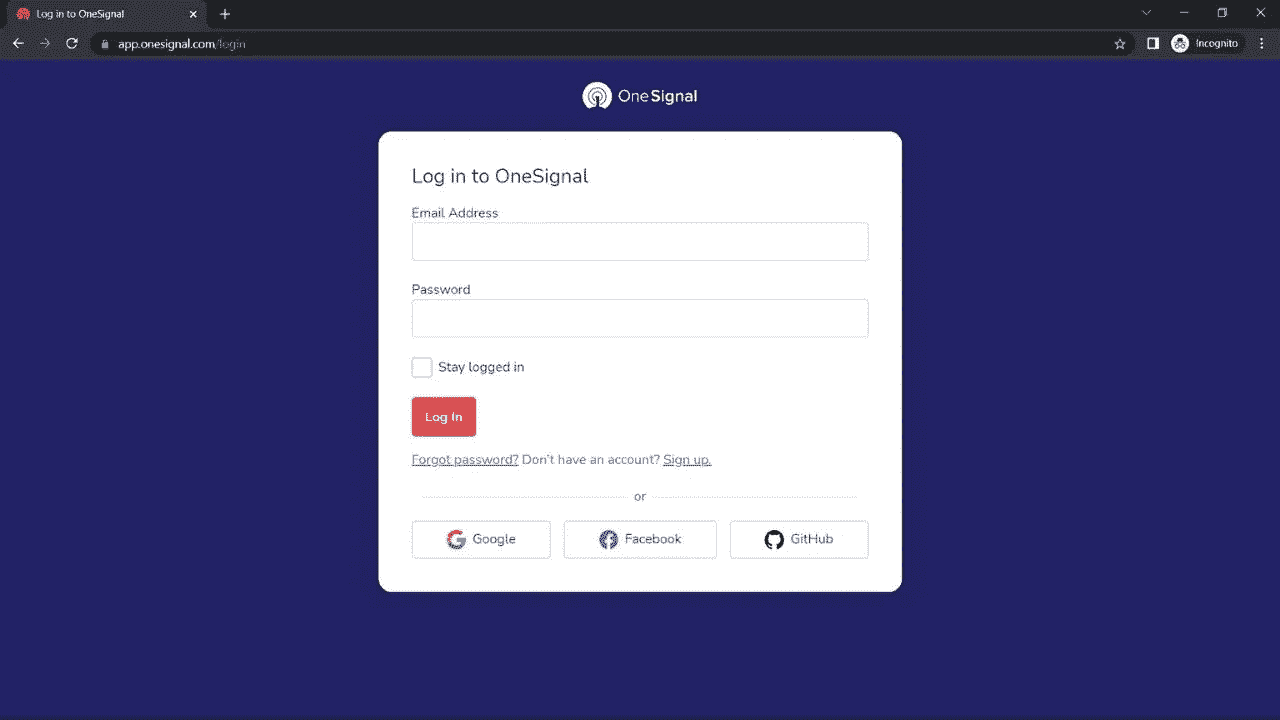 Log in to OneSignal
app.onesignal.com/login
Incognito
OneSignal
Log in to OneSignal
Email Address
Password
Stay logged in
Log In
Forgot password? Don't have an account? Sign up.
or
Google Facebook GitHub